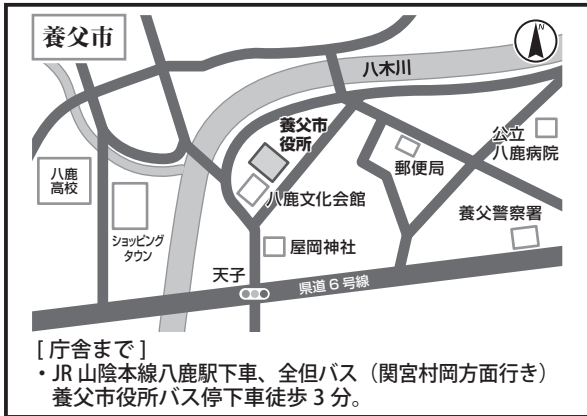 養父市
N
八木川
養父市
役所
公立
八鹿病院
郵便局
八鹿
高校
八鹿文化会館
養父警察署
ショッピング
タウン
屋岡神社
天子
県道6号線
[ 庁舎まで ]
・JR 山陰本線八鹿駅下車、全但バス（関宮村岡方面行き）
養父市役所バス停下車徒歩 3 分。